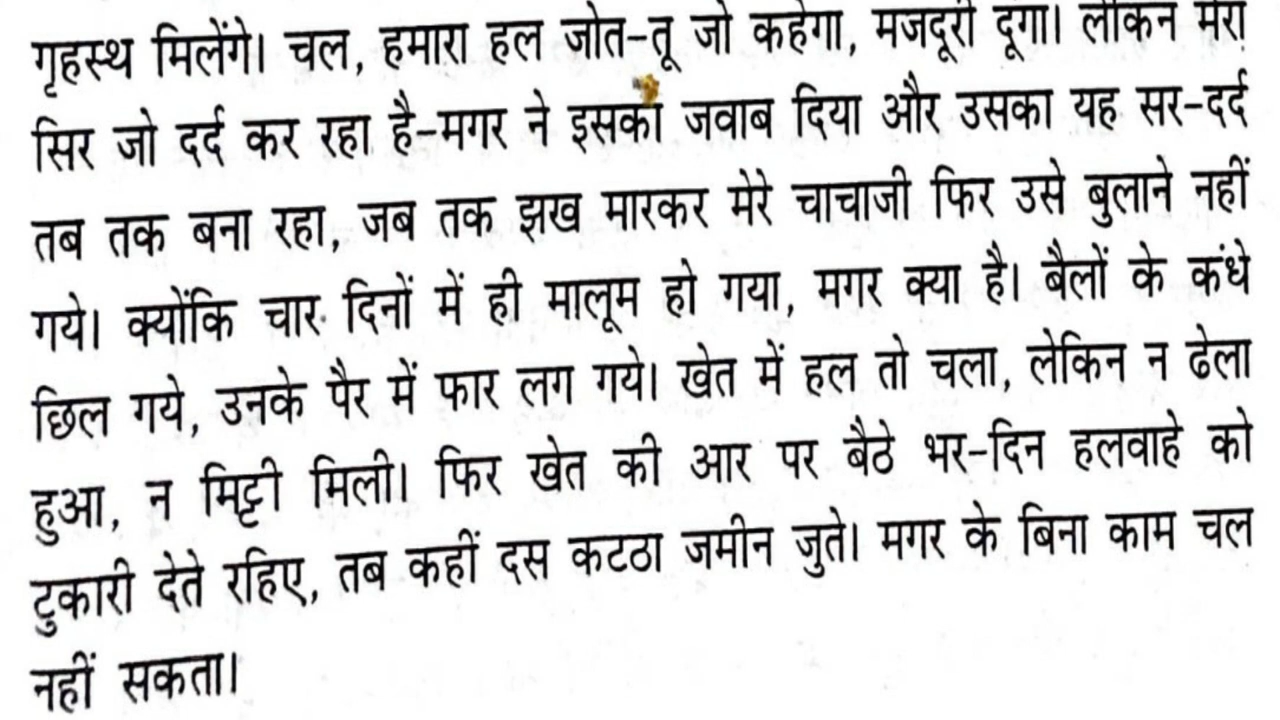 गृहस्थ मिलेंगे। चल, हमारा हल जोत-तू जो कहेगा, मजदूरी दूगा। लेकिन मेरा
सिर जो दर्द कर रहा है-मगर ने इसका जवाब दिया और उसका यह सर-दर्द
तब तक बना रहा, जब तक झख मारकर मेरे चाचाजी फिर उसे बुलाने नहीं
गये। क्योंकि चार दिनों में ही मालूम हो गया, मगर क्या है। बैलों के कंधे
छिल गये, उनके पैर में फार लग गये। खेत में हल तो चला, लेकिन न ढेला
हुआ, न मिट्टी मिली। फिर खेत की आर पर बैठे भर-दिन हलवाहे को
टुकारी देते रहिए, तब कहीं दस कटठा जमीन जुते। मगर के बिना काम चल
नहीं सकता।